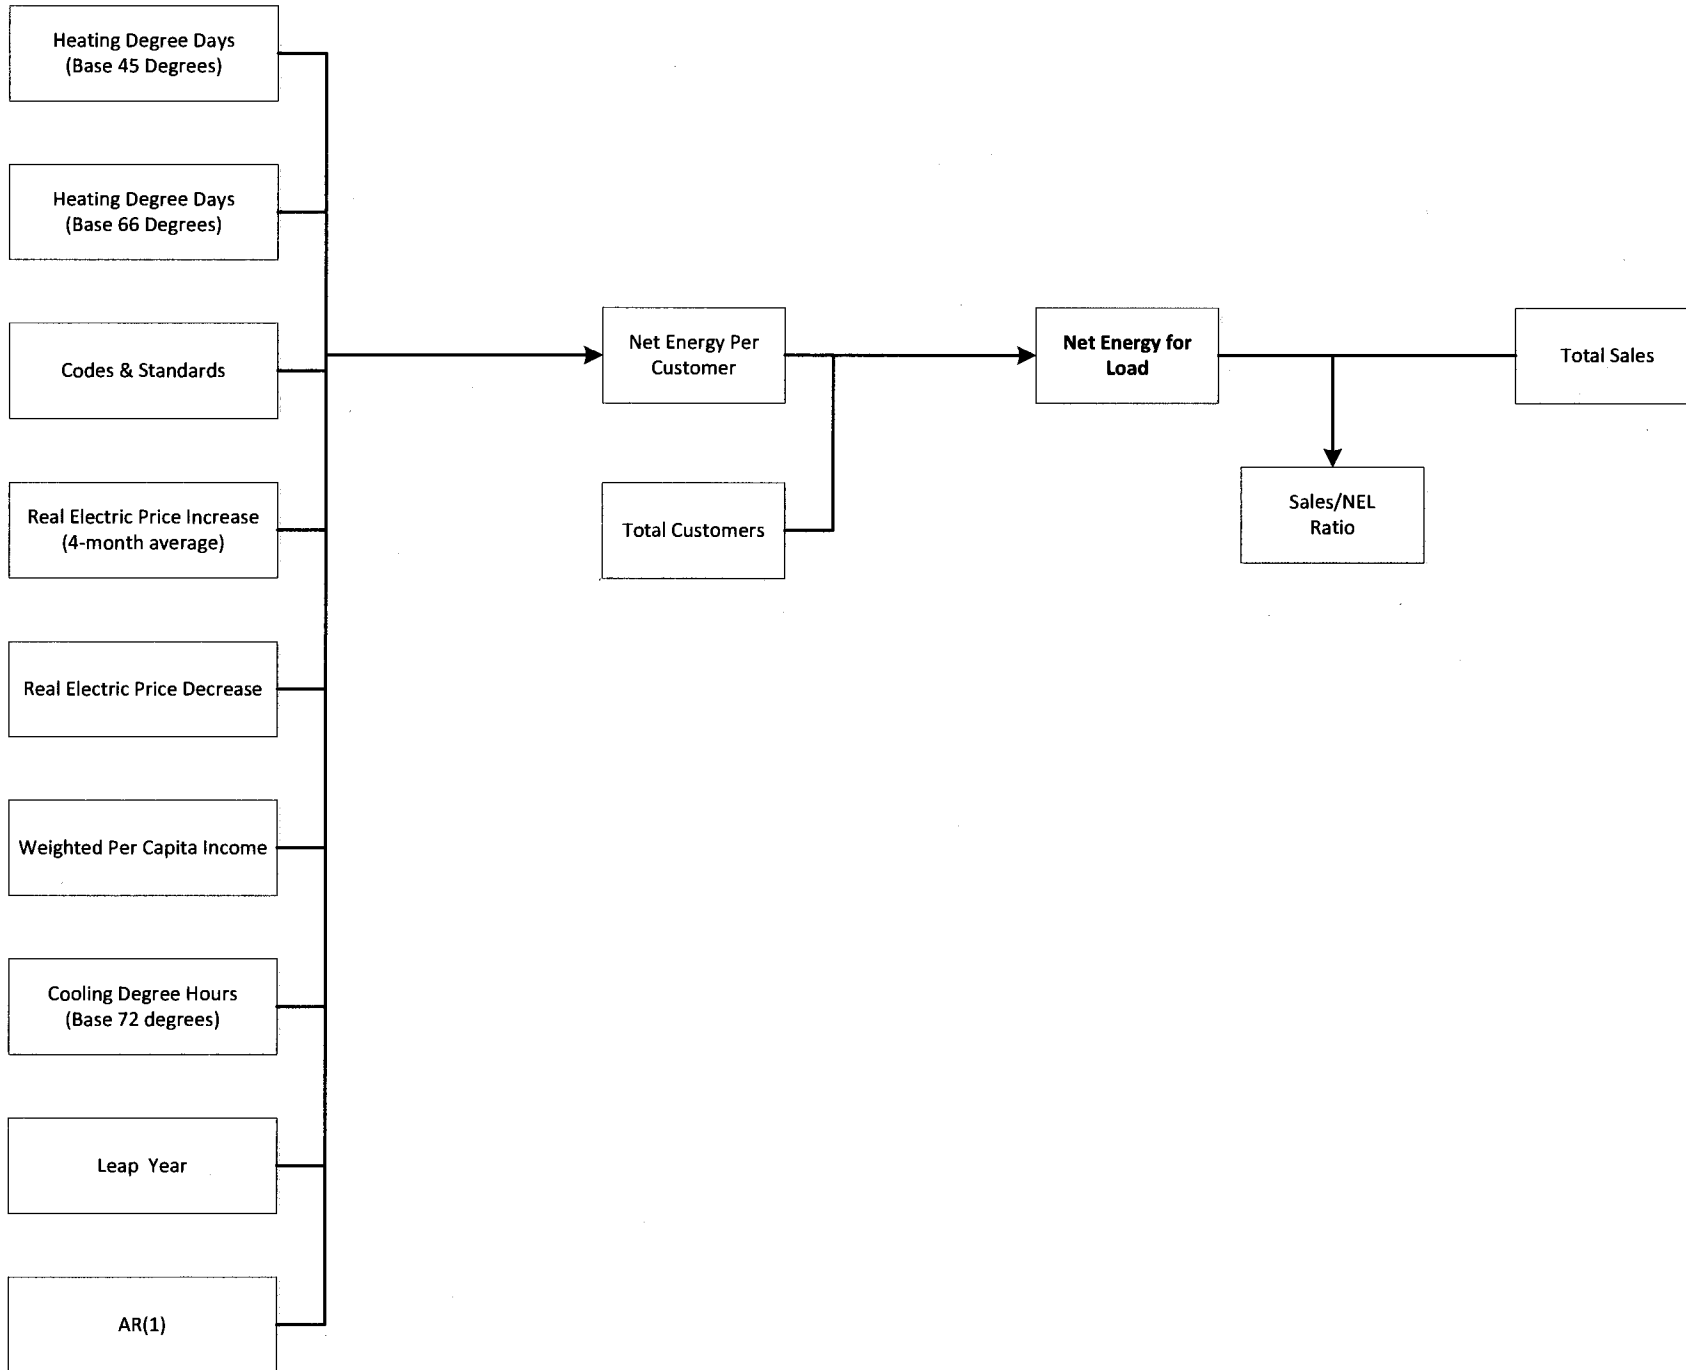 Heating Degree Days
(Base 45 Degrees)
Heating Degree Days
(Base 66 Degrees)
Codes & Standards
Real Electric Price Increase
(4-month average)
Real Electric Price Decrease
Weighted Per Capita Income
Cooling Degree Hours
(Base 72 degrees)
Leap Year
AR(1)
Net Energy Per
Customer
Total Customers
Net Energy for
Load
Sales/NEL
Ratio
Total Sales